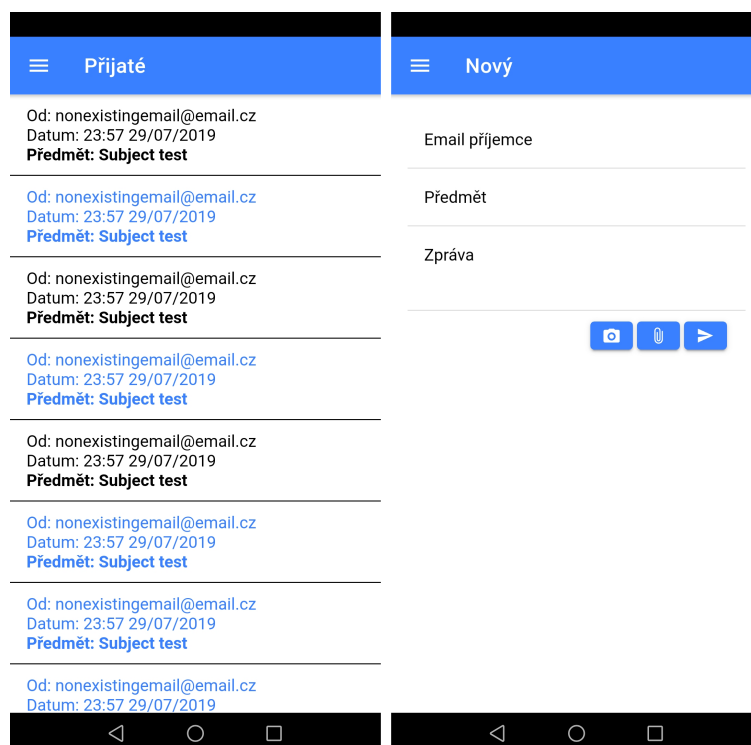 Přijaté
Od: nonexistingemail@email.cz
Datum: 23:57 29/07/2019
Předmět: Subject test
Od: nonexistingemail@email.cz
Datum: 23:57 29/07/2019
Předmět: Subject test
Od: nonexistingemail@email.cz
Datum: 23:57 29/07/2019
Předmět: Subject test
Od: nonexistingemail@email.cz
Datum: 23:57 29/07/2019
Předmět: Subject test
Od: nonexistingemail@email.cz
Datum: 23:57 29/07/2019
Předmět: Subject test
Od: nonexistingemail@email.cz
Datum: 23:57 29/07/2019
Předmět: Subject test
Od: nonexistingemail@email.cz
Datum: 23:57 29/07/2019
Předmět: Subject test
Od: nonexistingemail@email.cz
Datum: 23:57 29/07/2019
Nový
Email příjemce
Předmět
Zpráva